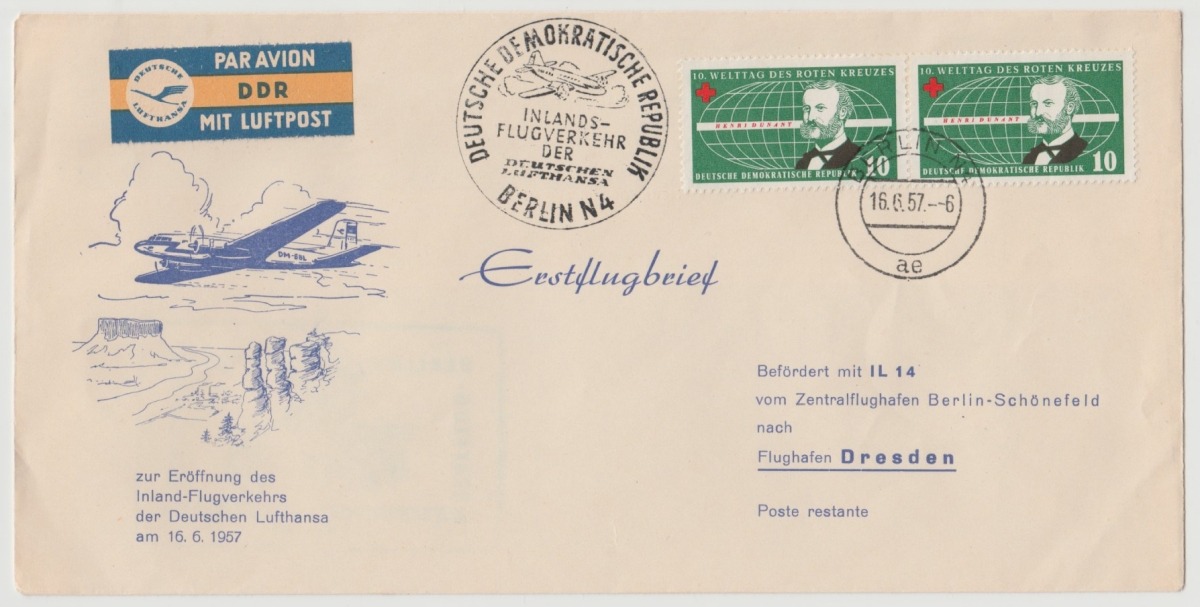 PAR AVION
DDR
MIT LUFTPOST
DEUTSCHE
LUFTHANSA
DEUTSCHE DEMOKRATISCHE REPUBLIK
INLANDS-
FLUGVERKEHR
DER
DEUTSCHEN
LUFTHANSA
BERLIN N4
10. WELTTAG DES ROTEN KREUZES
HENRI DUNANT
10
DEUTSCHE DEMOKRATISCHE REPUBLIK
10. WELTTAG DES ROTEN KREUZES
HENRI DUNANT
10
DEUTSCHE DEMOKRATISCHE REPUBLIK
16.6.57.--6
ae
Erstflugbrief
Befördert mit IL 14
vom Zentralflughafen Berlin-Schönefeld
nach
Flughafen Dresden
Poste restante
zur Eröffnung des
Inland-Flugverkehrs
der Deutschen Lufthansa
am 16. 6. 1957